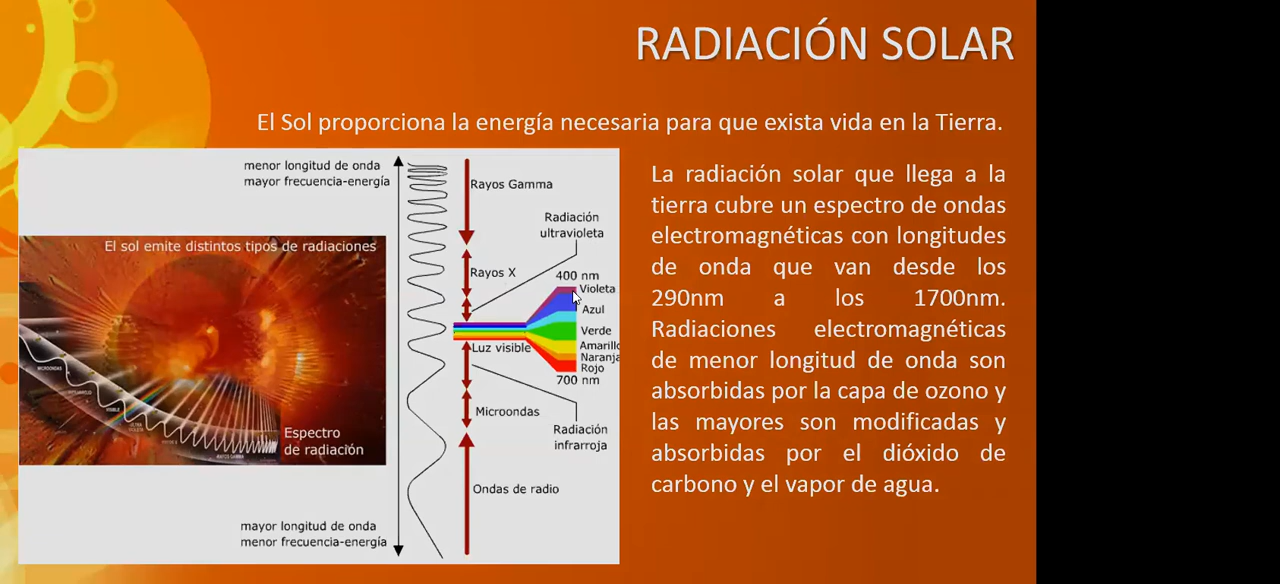 RADIACIÓN SOLAR
El Sol proporciona la energía necesaria para que exista vida en la Tierra.
menor longitud de onda
mayor frecuencia-energía
Rayos Gamma
Radiación
ultravioleta
El sol emite distintos tipos de radiaciones
Rayos X
400 nm
Violeta
Azul
Verde
Amarillo
Naranja
Rojo
700 nm
Luz visible
MICROONDAS
VISIBLE
ULTRA
VIOLETA
RAYOS GAMMA
Microondas
Radiación
infrarroja
Espectro
de radiación
Ondas de radio
mayor longitud de onda
menor frecuencia-energía
La radiación solar que llega a la
tierra cubre un espectro de ondas
electromagnéticas con longitudes
de onda que van desde los
290nm a los 1700nm.
Radiaciones electromagnéticas
de menor longitud de onda son
absorbidas por la capa de ozono y
las mayores son modificadas y
absorbidas por el dióxido de
carbono y el vapor de agua.